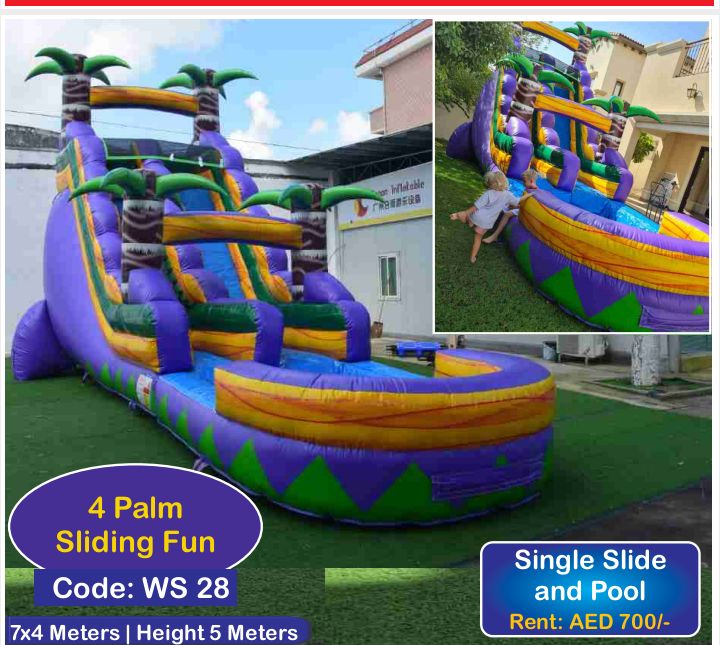 Inflatable
4 Palm
Sliding Fun
Code: WS 28
7x4 Meters | Height 5 Meters
Single Slide
and Pool
Rent: AED 700/-